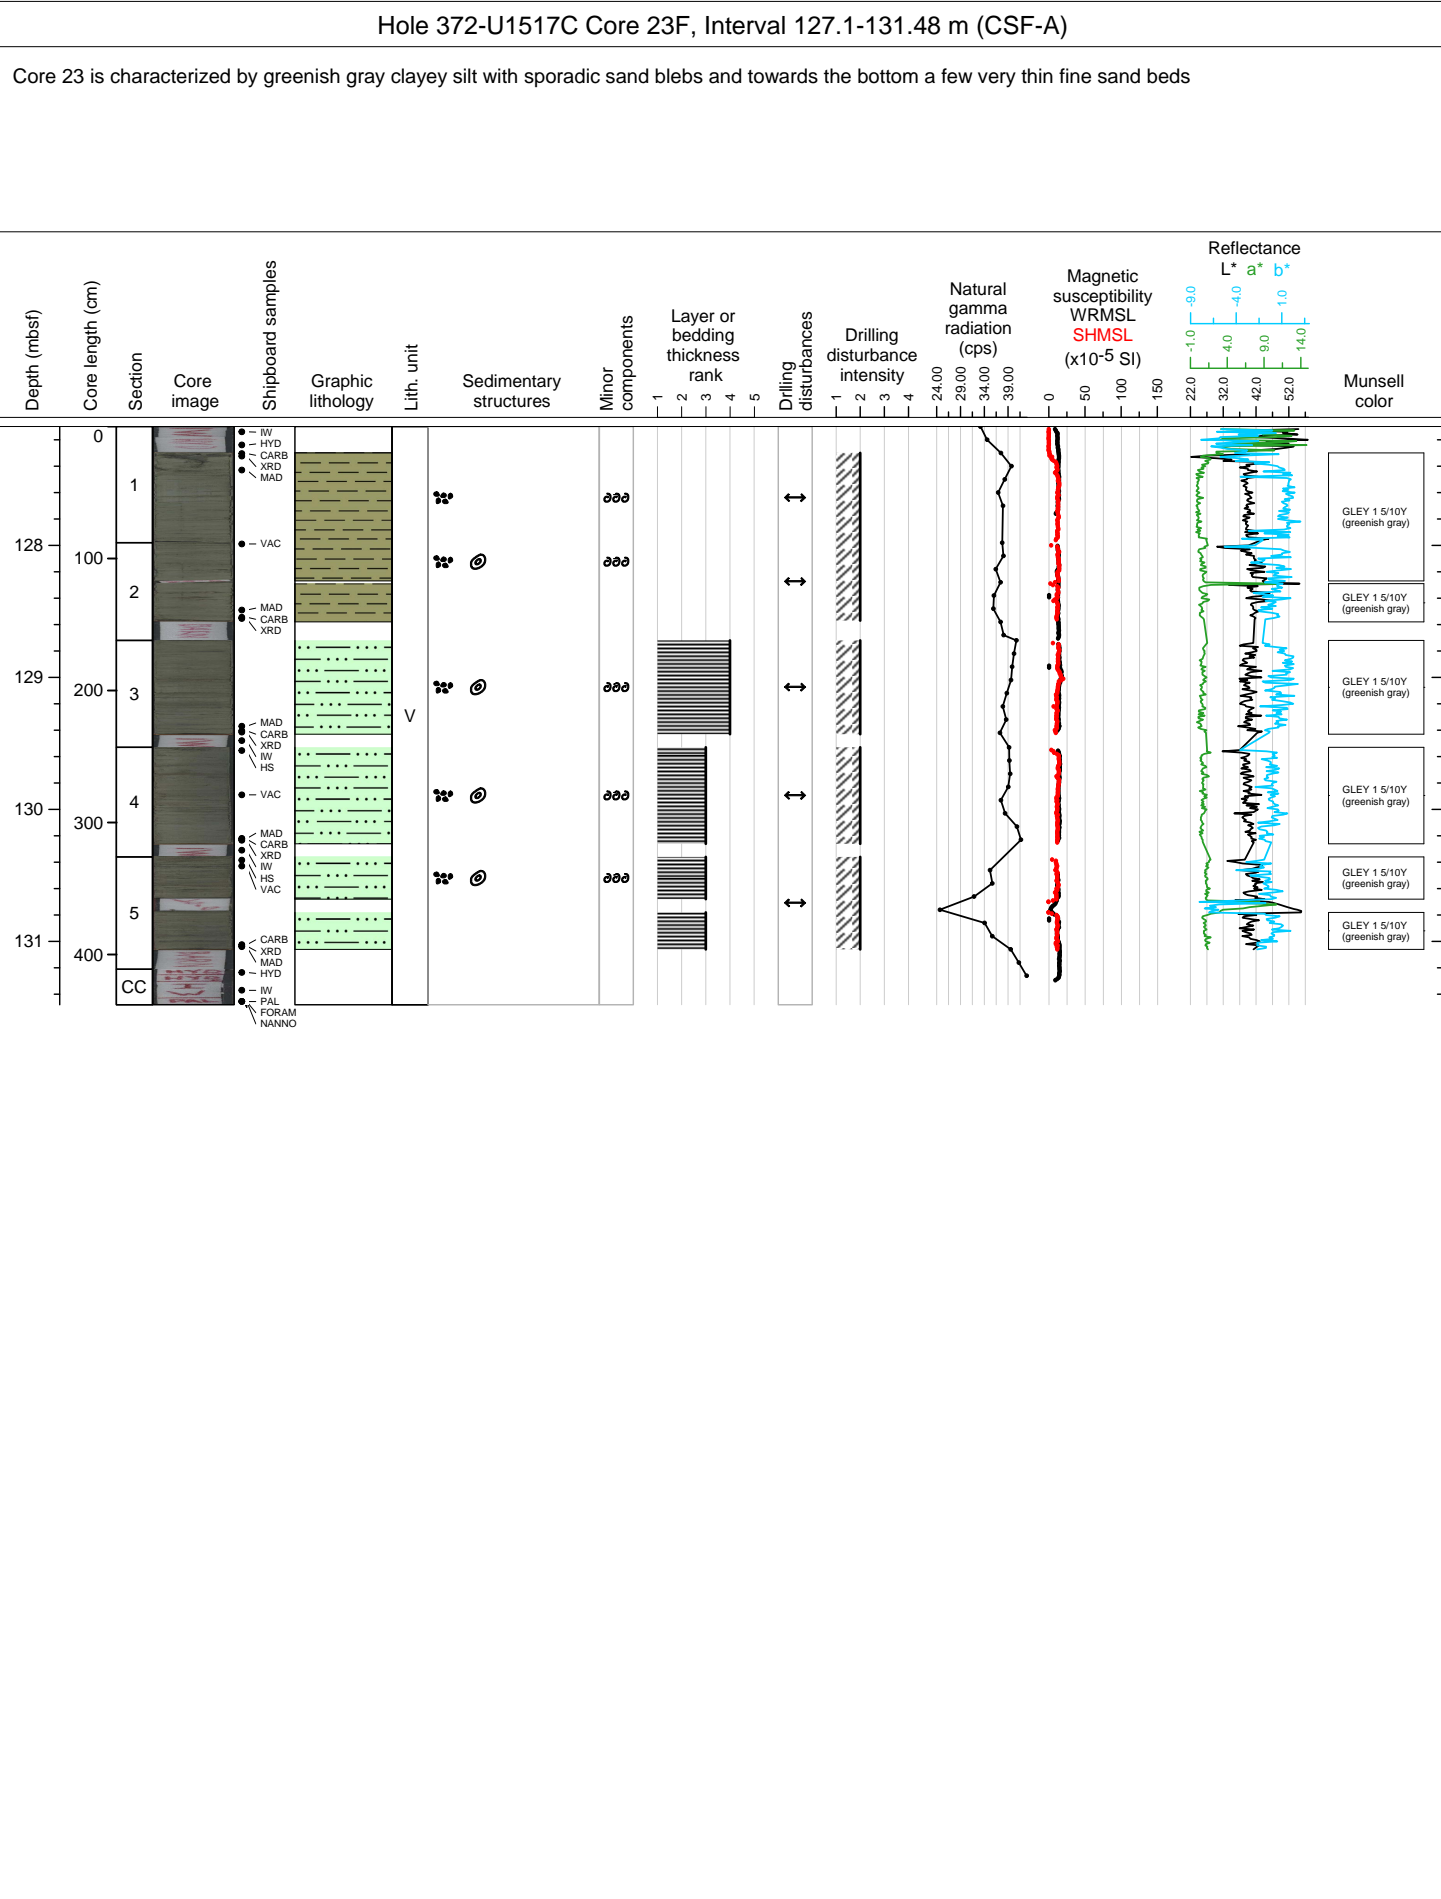 Hole 372-U1517C Core 23F, Interval 127.1-131.48 m (CSF-A)
Core 23 is characterized by greenish gray clayey silt with sporadic sand blebs and towards the bottom a few very thin fine sand beds
Depth (mbsf)
Core length (cm)
Section
Core
image
Shipboard samples
Graphic
lithology
Lith. unit
Sedimentary
structures
Minor
components
Layer or
bedding
thickness
rank
1 2 3 4 5
Drlling
disturbances
Drilling
disturbance
intensity
1 2 3 4
Natural
gamma
radiation
(cps)
24.00 29.00 34.00 39.00
Magnetic
susceptibility
WRMSL
SHMSL
(x10-5 SI)
0 50 100 150
Reflectance
L* a* b*
-9.0 -4.0 1.0
-1.0 4.0 9.0 14.0
22.0 32.0 42.0 52.0
Munsell
color
128
129
130
131
0
100
200
300
400
1
2
3
4
5
CC
IW
HYD
CARB
XRD
MAD
VAC
MAD
CARB
XRD
MAD
CARB
XRD
IW
HS
VAC
MAD
CARB
XRD
IW
HS
VAC
CARB
XRD
MAD
HYD
IW
PAL
FORAM
NANNO
V
GLEY 1 5/10Y
(greenish gray)
GLEY 1 5/10Y
(greenish gray)
GLEY 1 5/10Y
(greenish gray)
GLEY 1 5/10Y
(greenish gray)
GLEY 1 5/10Y
(greenish gray)
GLEY 1 5/10Y
(greenish gray)